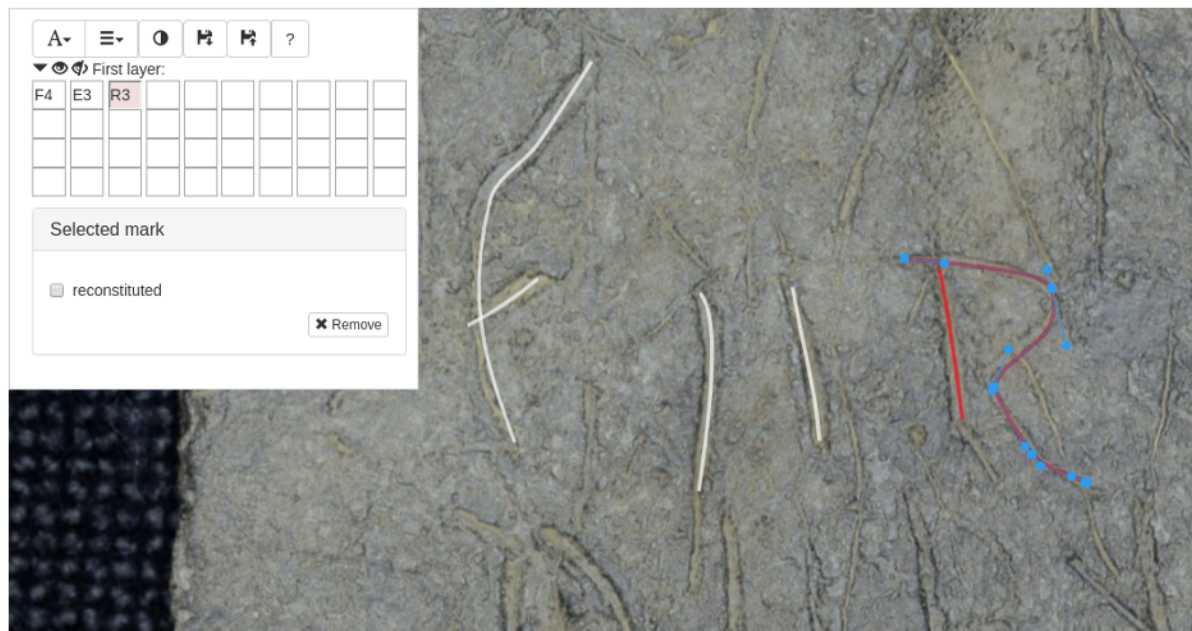 A
?
First layer:
F4 E3 R3
Selected mark
reconstituted
Remove